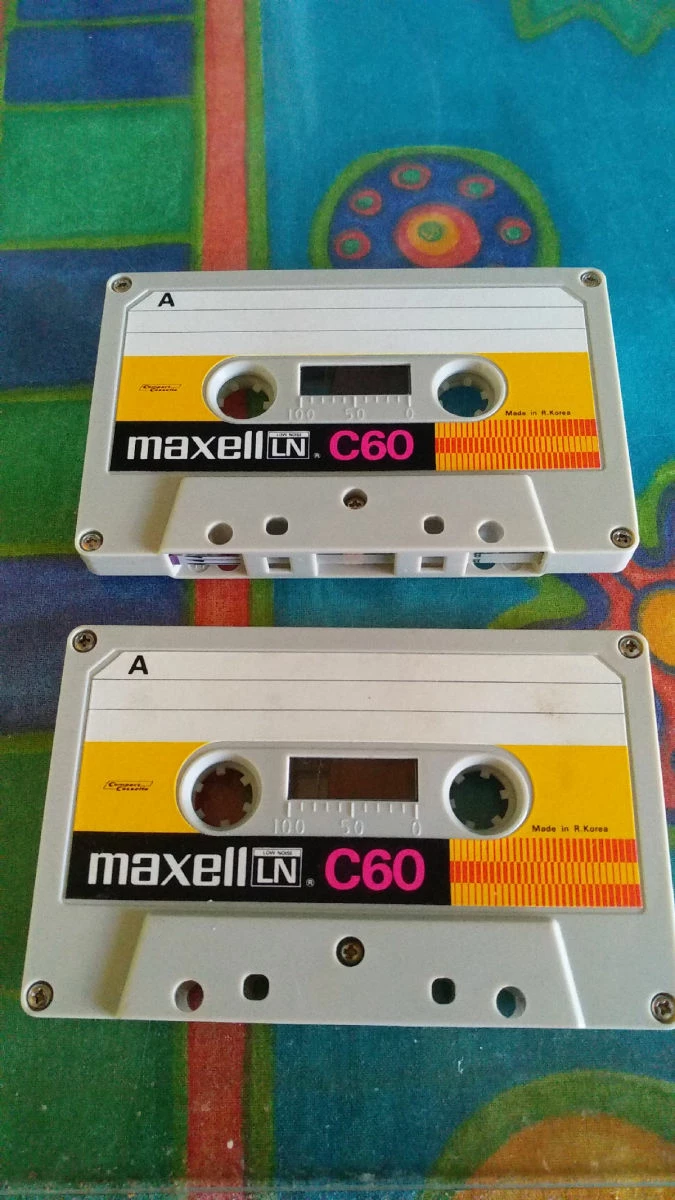 A
Compact
Cassette
100 50 0
Made in R.Korea
maxell LOW NOISE LN ® C60
A
Compact
Cassette
100 50 0
Made in R.Korea
maxell LOW NOISE LN ® C60